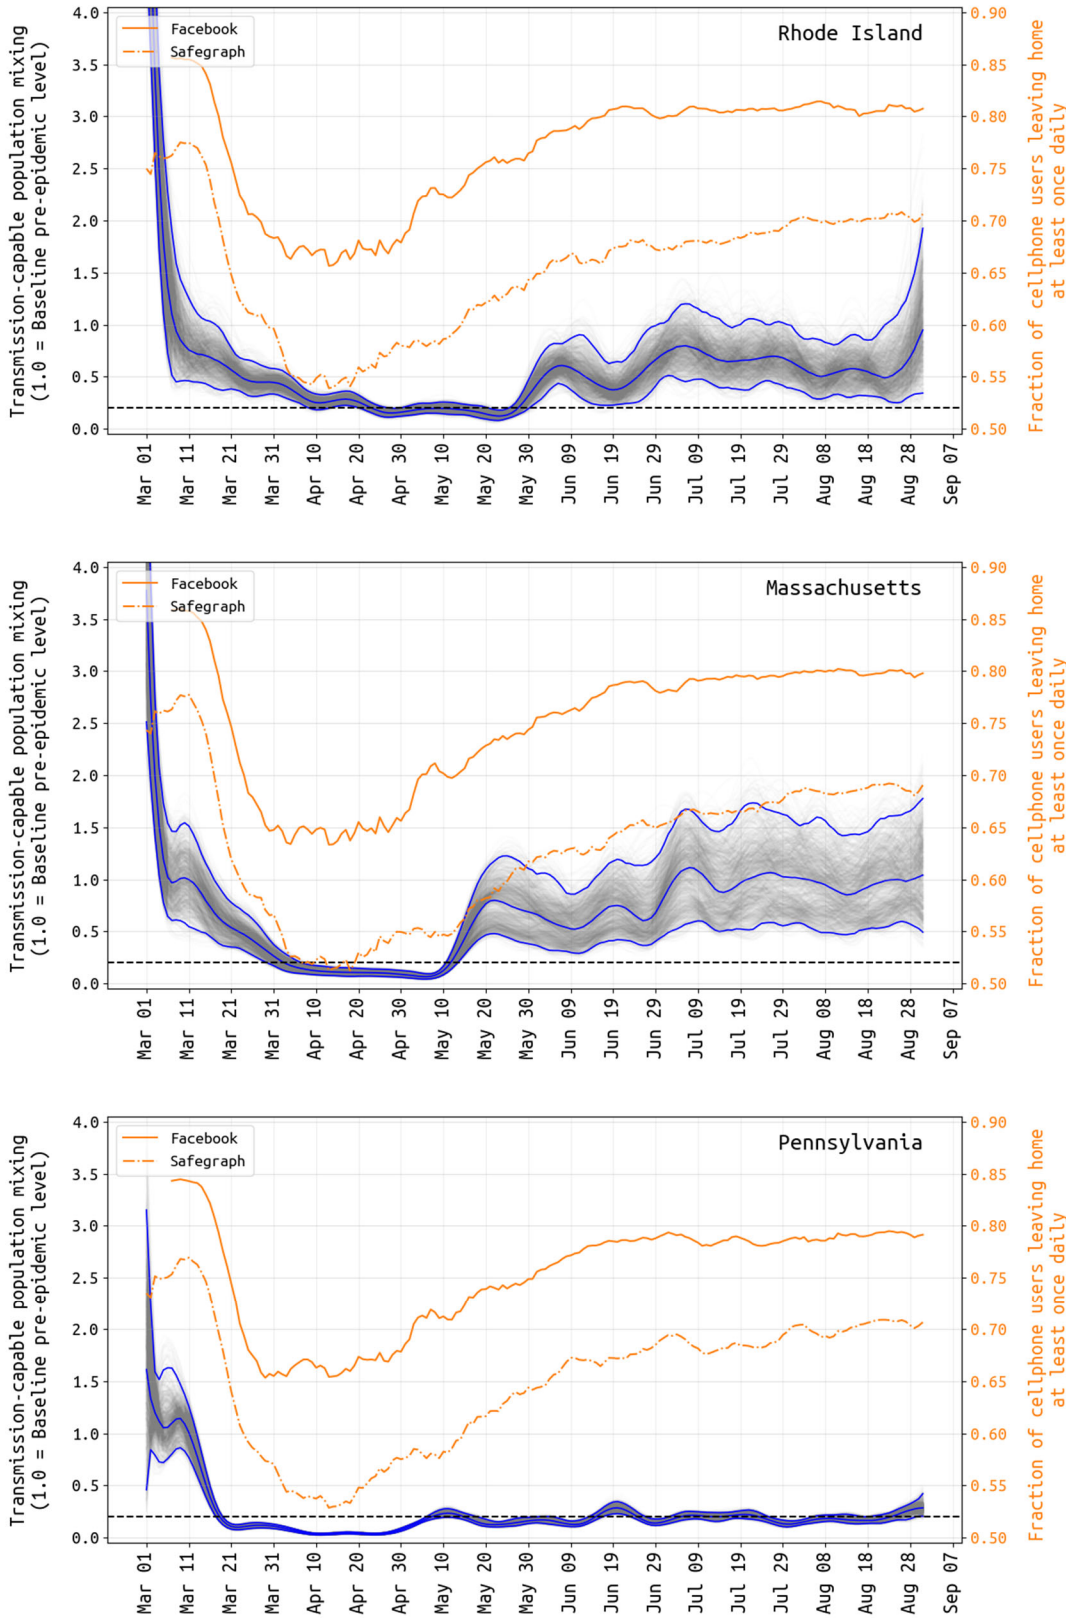 Transmission-capable population mixing
(1.0 = Baseline pre-epidemic level)
4.0
3.5
3.0
2.5
2.0
1.5
1.0
0.5
0.0
Facebook
Safegraph
Rhode Island
0.90
0.85
0.80
0.75
0.70
0.65
0.60
0.55
0.50
Fraction of cellphone users leaving home
at least once daily
Mar 01
Mar 11
Mar 21
Mar 31
Apr 10
Apr 20
Apr 30
May 10
May 20
May 30
Jun 09
Jun 19
Jun 29
Jul 09
Jul 19
Jul 29
Aug 08
Aug 18
Aug 28
Sep 07
Transmission-capable population mixing
(1.0 = Baseline pre-epidemic level)
4.0
3.5
3.0
2.5
2.0
1.5
1.0
0.5
0.0
Facebook
Safegraph
Massachusetts
0.90
0.85
0.80
0.75
0.70
0.65
0.60
0.55
0.50
Fraction of cellphone users leaving home
at least once daily
Mar 01
Mar 11
Mar 21
Mar 31
Apr 10
Apr 20
Apr 30
May 10
May 20
May 30
Jun 09
Jun 19
Jun 29
Jul 09
Jul 19
Jul 29
Aug 08
Aug 18
Aug 28
Sep 07
Transmission-capable population mixing
(1.0 = Baseline pre-epidemic level)
4.0
3.5
3.0
2.5
2.0
1.5
1.0
0.5
0.0
Facebook
Safegraph
Pennsylvania
0.90
0.85
0.80
0.75
0.70
0.65
0.60
0.55
0.50
Fraction of cellphone users leaving home
at least once daily
Mar 01
Mar 11
Mar 21
Mar 31
Apr 10
Apr 20
Apr 30
May 10
May 20
May 30
Jun 09
Jun 19
Jun 29
Jul 09
Jul 19
Jul 29
Aug 08
Aug 18
Aug 28
Sep 07